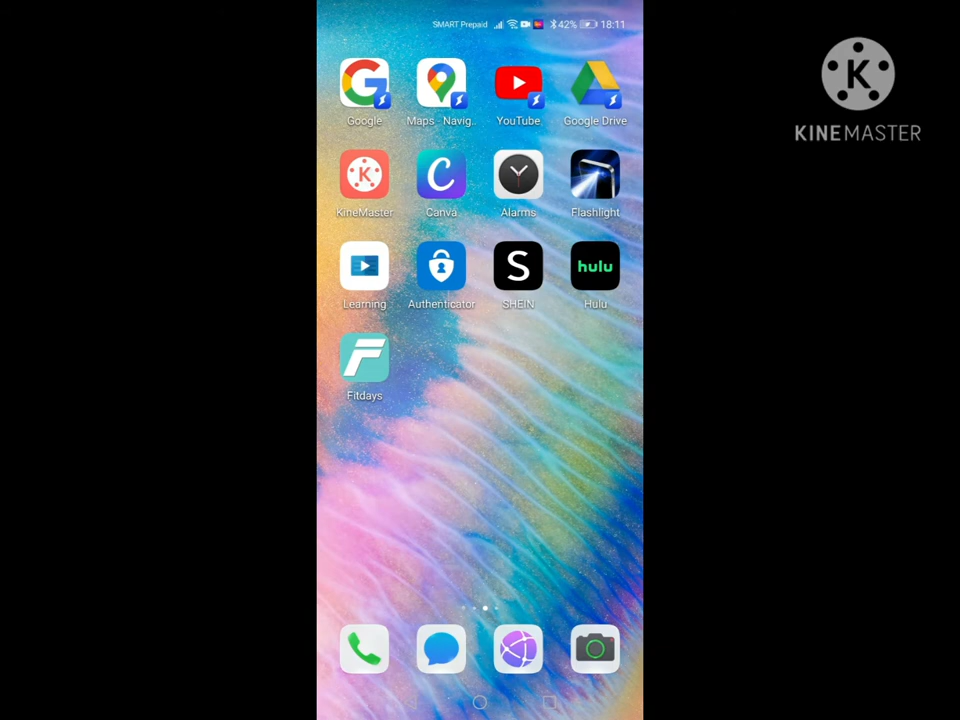 SMART Prepaid 42% 18:11
Google Maps - Navig.. YouTube Google Drive
KineMaster Canva Alarms Flashlight
hulu
Learning Authenticator SHEIN Hulu
Fitdays
KINEMASTER